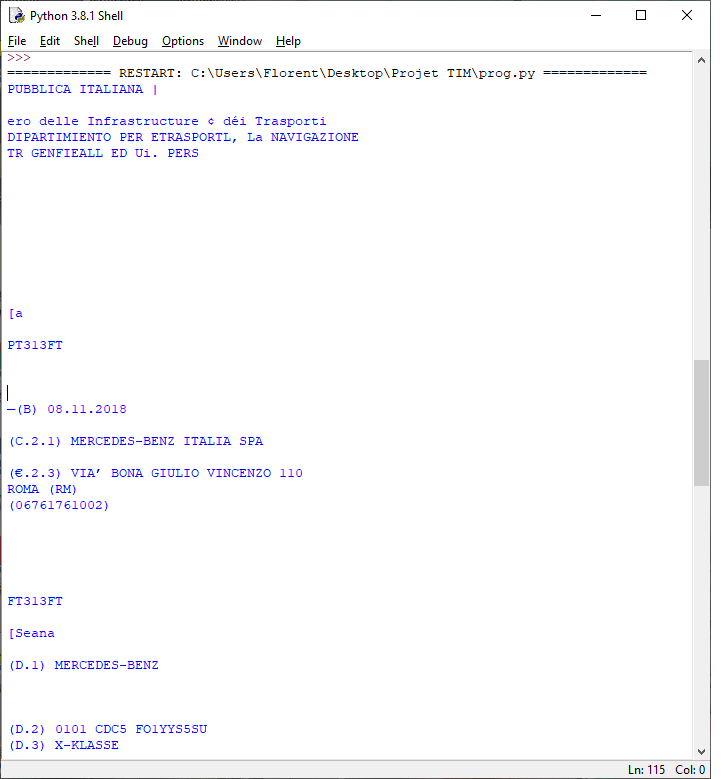 Python 3.8.1 Shell
File Edit Shell Debug Options Window Help
>>>
============= RESTART: C:\Users\Florent\Desktop\Projet TIM\prog.py =============
PUBBLICA ITALIANA |
ero delle Infrastructure ¢ déi Trasporti
DIPARTIMIENTO PER ETRASPORTL, La NAVIGAZIONE
TR GENFIEALL ED Ui. PERS
[a
PT313FT
—(B) 08.11.2018
(C.2.1) MERCEDES-BENZ ITALIA SPA
(€.2.3) VIA’ BONA GIULIO VINCENZO 110
ROMA (RM)
(06761761002)
FT313FT
[Seana
(D.1) MERCEDES-BENZ
(D.2) 0101 CDC5 FO1YYS5SU
(D.3) X-KLASSE
Ln: 115 Col: 0